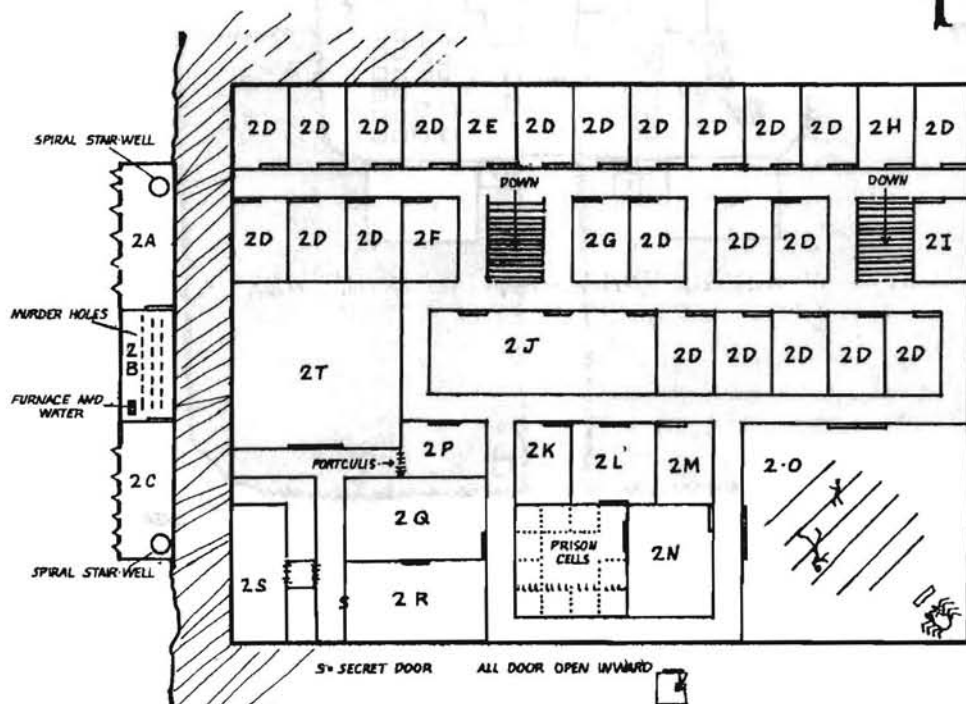 2D 2D 2D 2D 2E 2D 2D 2D 2D 2D 2D 2H 2D
SPIRAL STAIR-WELL
DOWN
DOWN
2A
2D 2D 2D 2F 2G 2D 2D 2D 2I
MURDER HOLES
2B
2T
2J 2D 2D 2D 2D 2D
FURNACE AND
WATER
PORTCULIS
2P 2K 2L 2M 2·O
2C
2Q
PRISON
CELLS
2N
SPIRAL STAIR-WELL
2S
S
2R
S= SECRET DOOR ALL DOOR OPEN INWARD